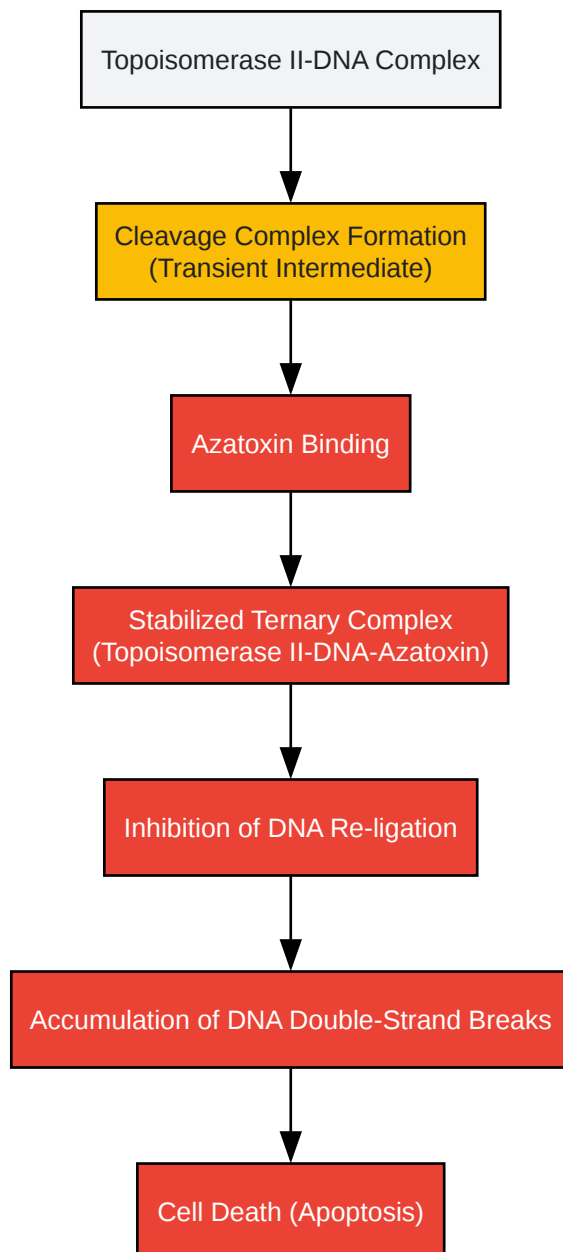 Topoisomerase II-DNA Complex
Cleavage Complex Formation
(Transient Intermediate)
Azatoxin Binding
Stabilized Ternary Complex
(Topoisomerase II-DNA-Azatoxin)
Inhibition of DNA Re-ligation
Accumulation of DNA Double-Strand Breaks
Cell Death (Apoptosis)